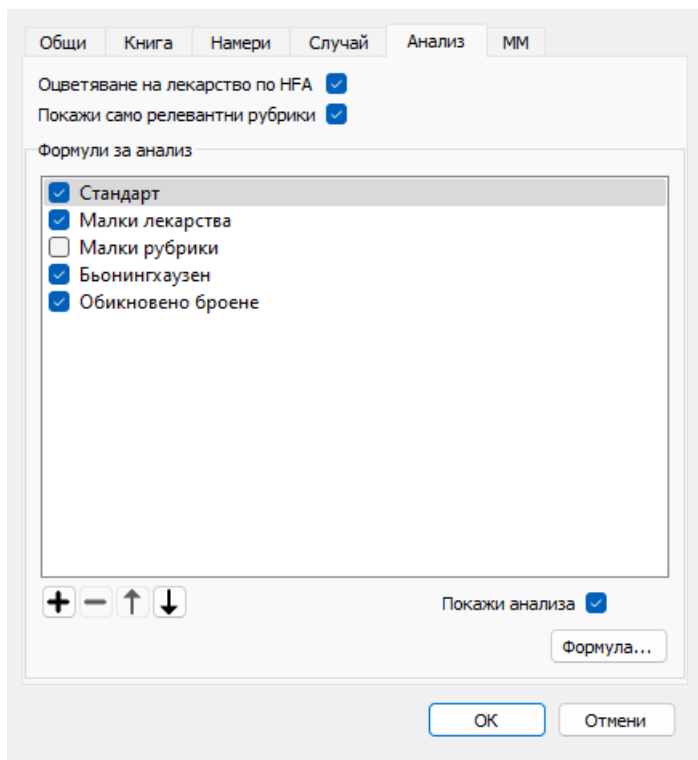 Общи Книга Намери Случай Анализ ММ
Оцветяване на лекарство по HFA
Покажи само релевантни рубрики
Формули за анализ
Стандарт
Малки лекарства
Малки рубрики
Бьонингхаузен
Обикновено броене
Покажи анализа
Формула...
ОК Отмени